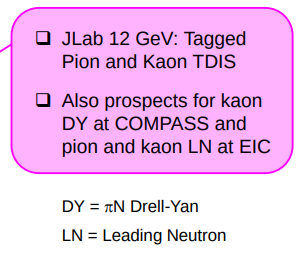 ❑ JLab 12 GeV: Tagged
Pion and Kaon TDIS
❑ Also prospects for kaon
DY at COMPASS and
pion and kaon LN at EIC
DY = πN Drell-Yan
LN = Leading Neutron